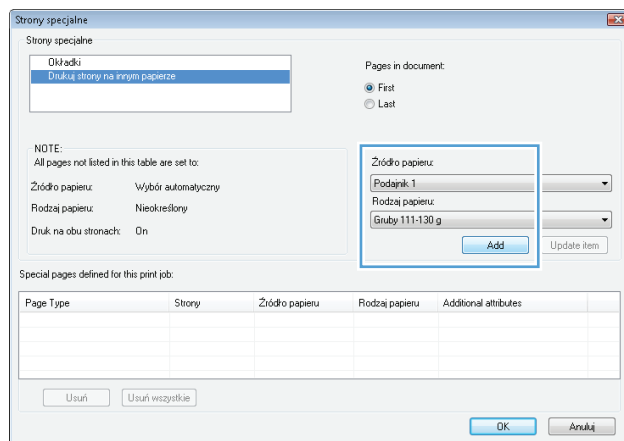 Strony specjalne
Strony specjalne
Okładki
Drukuj strony na innym papierze
Pages in document:
First
Last
NOTE:
All pages not listed in this table are set to:
Źródło papieru: Wybór automatyczny
Rodzaj papieru: Nieokreślony
Druk na obu stronach: On
Źródło papieru:
Podajnik 1
Rodzaj papieru:
Gruby 111-130 g
Add Update item
Special pages defined for this print job:
Page Type Strony Źródło papieru Rodzaj papieru Additional attributes
Usuń Usuń wszystkie
OK Anuluj